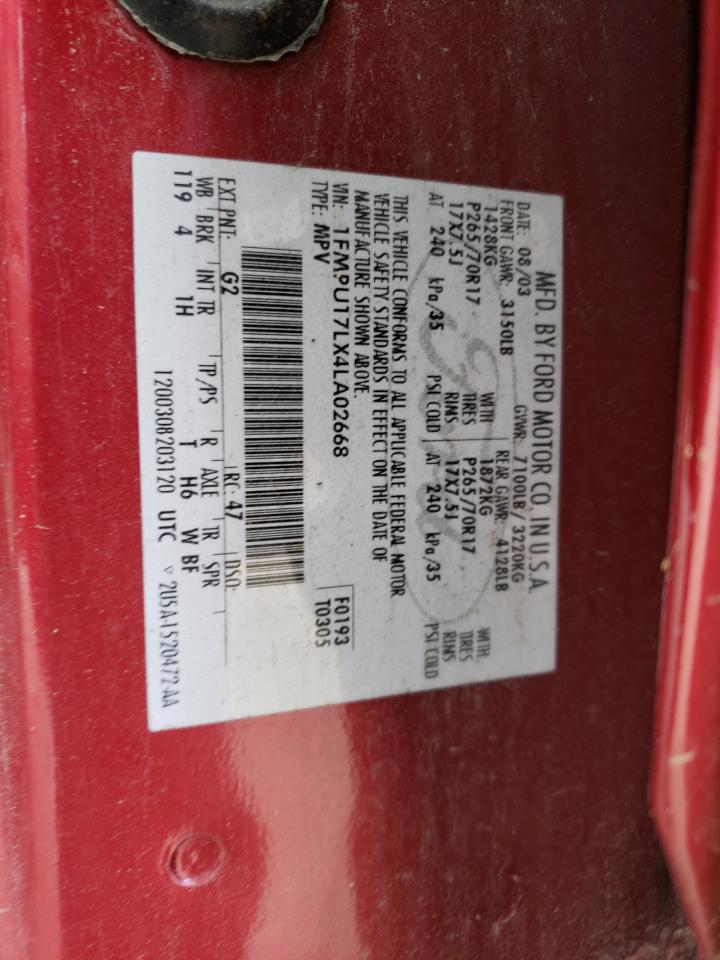 MFD. BY FORD MOTOR CO. IN U.S.A.
DATE: 08/03 GVWR: 7100LB/ 3220KG
FRONT GAWR: 3150LB REAR GAWR: 4128LB
1428KG WITH 1872KG WITH
P265/70R17 TIRES P265/70R17 TIRES
17X7.5J RIMS 17X7.5J RIMS
AT 240 kPa/35 PSI COLD AT 240 kPa/35 PSI COLD
THIS VEHICLE CONFORMS TO ALL APPLICABLE FEDERAL MOTOR
VEHICLE SAFETY STANDARDS IN EFFECT ON THE DATE OF
MANUFACTURE SHOWN ABOVE.
VIN: 1FMPU17LX4LA02668 F0193
TYPE: MPV T0305
EXT PNT: G2 RC: 47 DSO:
WB BRK INT TR TP/PS R AXLE TR SPR
119 4 1H T H6 W BF
1200308203120 UTC ▽ 2U5A-1520472-AA